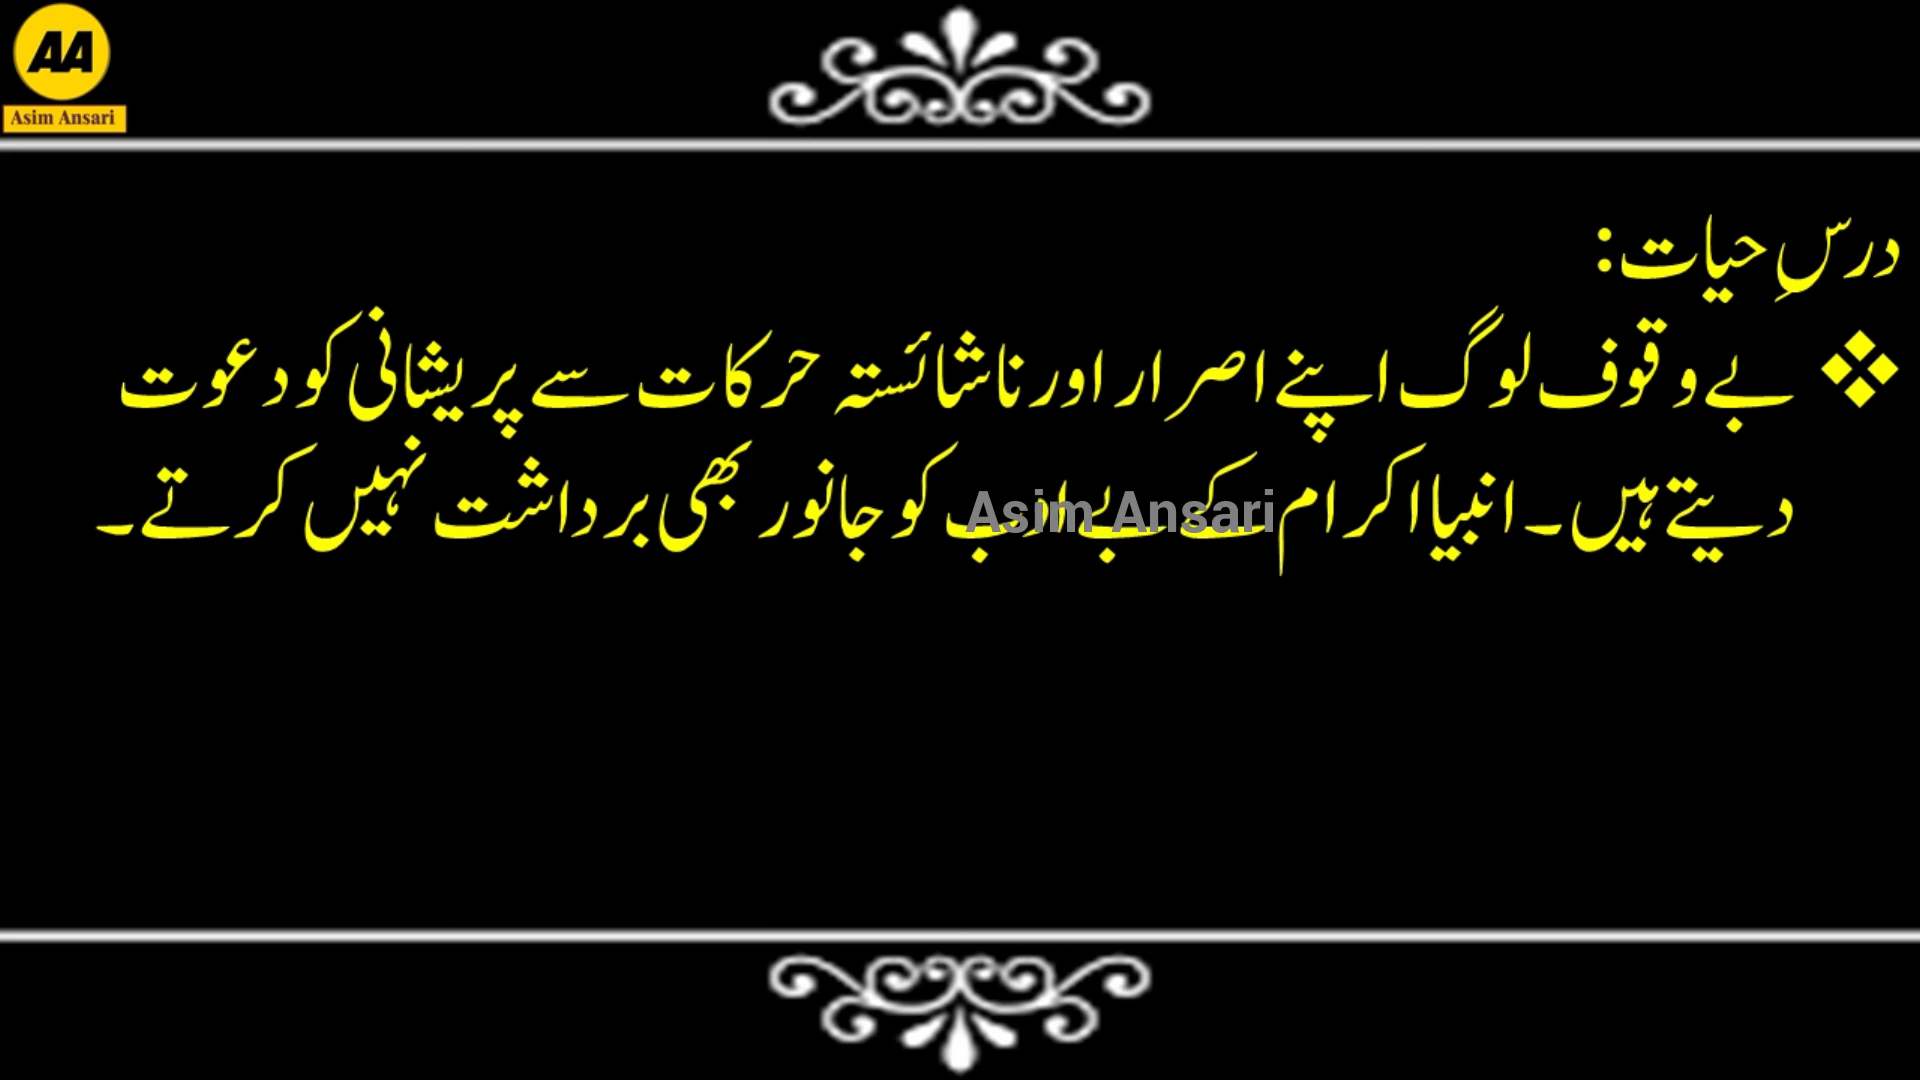 AA
Asim Ansari
درسِ حیات:
❖ بے وقوف لوگ اپنے اصرار اور ناشائستہ حرکات سے پریشانی کو دعوت
دیتے ہیں۔ انبیا اکرام کے بے ادب کو جانور بھی برداشت نہیں کرتے۔
Asim Ansari